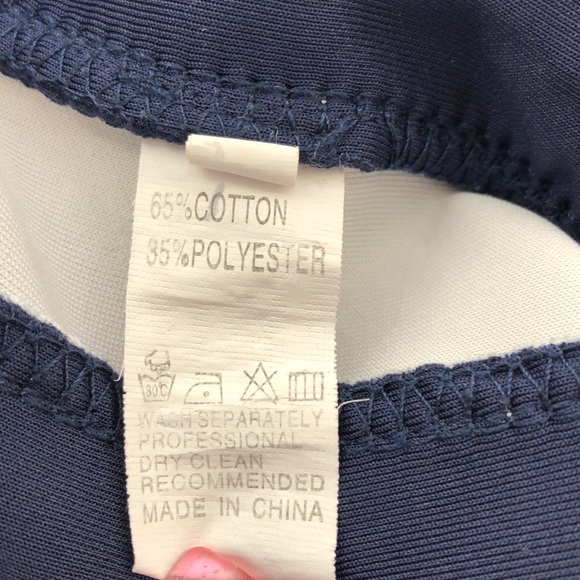 65%COTTON
35%POLYESTER
30℃
WASH SEPARATELY
PROFESSIONAL
DRY CLEAN
RECOMMENDED
MADE IN CHINA